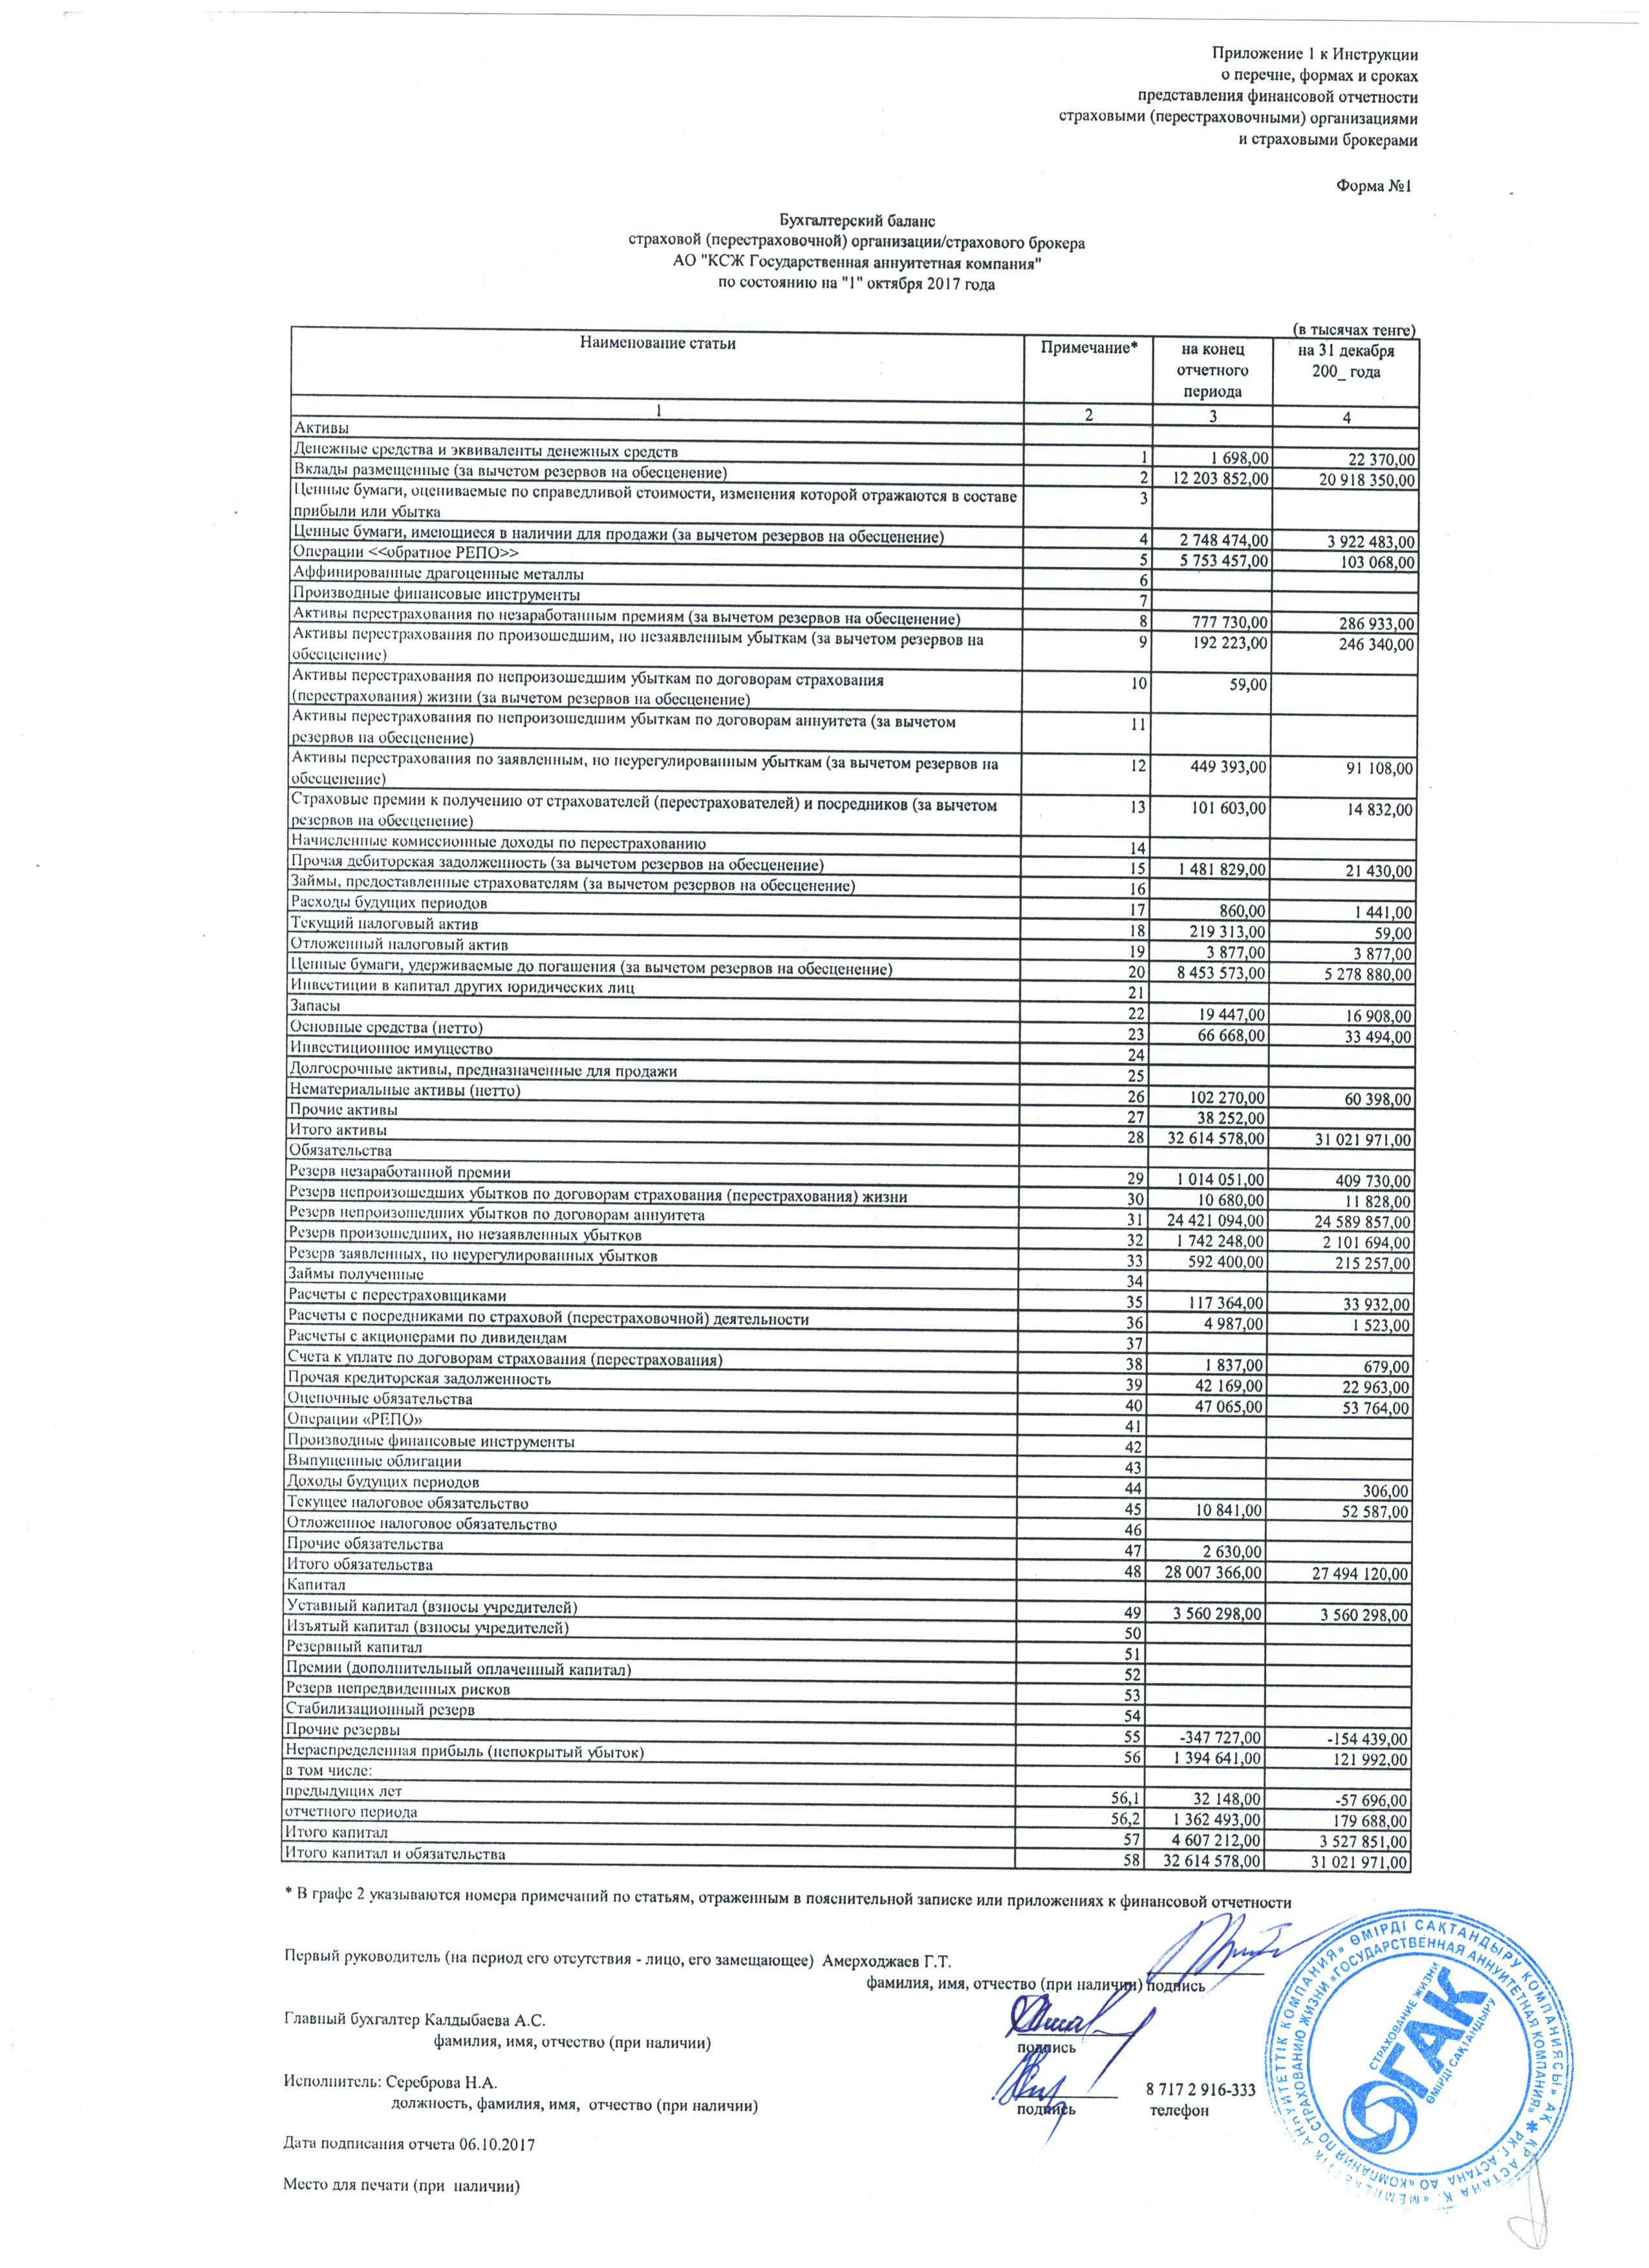 Приложение 1 к Инструкции
о перечне, формах и сроках
представления финансовой отчетности
страховыми (перестраховочными) организациями
и страховыми брокерами
Форма №1
Бухгалтерский баланс
страховой (перестраховочной) организации/страхового брокера
АО "КСЖ Государственная аннуитетная компания"
по состоянию на "1" октября 2017 года
(в тысячах тенге)
Наименование статьи Примечание* на конец отчетного периода на 31 декабря 200_ года
1 2 3 4
Активы
Денежные средства и эквиваленты денежных средств 1 1 698,00 22 370,00
Вклады размещенные (за вычетом резервов на обесценение) 2 12 203 852,00 20 918 350,00
Ценные бумаги, оцениваемые по справедливой стоимости, изменения которой отражаются в составе 3
прибыли или убытка
Ценные бумаги, имеющиеся в наличии для продажи (за вычетом резервов на обесценение) 4 2 748 474,00 3 922 483,00
Операции <<обратное РЕПО>> 5 5 753 457,00 103 068,00
Аффинированные драгоценные металлы 6
Производные финансовые инструменты 7
Активы перестрахования по незаработанным премиям (за вычетом резервов на обесценение) 8 777 730,00 286 933,00
Активы перестрахования по произошедшим, но незаявленным убыткам (за вычетом резервов на 9 192 223,00 246 340,00
обесценение)
Активы перестрахования по непроизошедшим убыткам по договорам страхования 10 59,00
(перестрахования) жизни (за вычетом резервов на обесценение)
Активы перестрахования по непроизошедшим убыткам по договорам аннуитета (за вычетом 11
резервов на обесценение)
Активы перестрахования по заявленным, но неурегулированным убыткам (за вычетом резервов на 12 449 393,00 91 108,00
обесценение)
Страховые премии к получению от страхователей (перестрахователей) и посредников (за вычетом 13 101 603,00 14 832,00
резервов на обесценение)
Начисленные комиссионные доходы по перестрахованию 14
Прочая дебиторская задолженность (за вычетом резервов на обесценение) 15 1 481 829,00 21 430,00
Займы, предоставленные страхователям (за вычетом резервов на обесценение) 16
Расходы будущих периодов 17 860,00 1 441,00
Текущий налоговый актив 18 219 313,00 59,00
Отложенный налоговый актив 19 3 877,00 3 877,00
Ценные бумаги, удерживаемые до погашения (за вычетом резервов на обесценение) 20 8 453 573,00 5 278 880,00
Инвестиции в капитал других юридических лиц 21
Запасы 22 19 447,00 16 908,00
Основные средства (нетто) 23 66 668,00 33 494,00
Инвестиционное имущество 24
Долгосрочные активы, предназначенные для продажи 25
Нематериальные активы (нетто) 26 102 270,00 60 398,00
Прочие активы 27 38 252,00
Итого активы 28 32 614 578,00 31 021 971,00
Обязательства
Резерв незаработанной премии 29 1 014 051,00 409 730,00
Резерв непроизошедших убытков по договорам страхования (перестрахования) жизни 30 10 680,00 11 828,00
Резерв непроизошедших убытков по договорам аннуитета 31 24 421 094,00 24 589 857,00
Резерв произошедших, но незаявленных убытков 32 1 742 248,00 2 101 694,00
Резерв заявленных, но неурегулированных убытков 33 592 400,00 215 257,00
Займы полученные 34
Расчеты с перестраховщиками 35 117 364,00 33 932,00
Расчеты с посредниками по страховой (перестраховочной) деятельности 36 4 987,00 1 523,00
Расчеты с акционерами по дивидендам 37
Счета к уплате по договорам страхования (перестрахования) 38 1 837,00 679,00
Прочая кредиторская задолженность 39 42 169,00 22 963,00
Оценочные обязательства 40 47 065,00 53 764,00
Операции «РЕПО» 41
Производные финансовые инструменты 42
Выпущенные облигации 43
Доходы будущих периодов 44 306,00
Текущее налоговое обязательство 45 10 841,00 52 587,00
Отложенное налоговое обязательство 46
Прочие обязательства 47 2 630,00
Итого обязательства 48 28 007 366,00 27 494 120,00
Капитал
Уставный капитал (взносы учредителей) 49 3 560 298,00 3 560 298,00
Изъятый капитал (взносы учредителей) 50
Резервный капитал 51
Премии (дополнительный оплаченный капитал) 52
Резерв непредвиденных рисков 53
Стабилизационный резерв 54
Прочие резервы 55 -347 727,00 -154 439,00
Нераспределенная прибыль (непокрытый убыток) 56 1 394 641,00 121 992,00
в том числе:
предыдущих лет 56,1 32 148,00 -57 696,00
отчетного периода 56,2 1 362 493,00 179 688,00
Итого капитал 57 4 607 212,00 3 527 851,00
Итого капитал и обязательства 58 32 614 578,00 31 021 971,00
* В графе 2 указываются номера примечаний по статьям, отраженным в пояснительной записке или приложениях к финансовой отчетности
Первый руководитель (на период его отсутствия - лицо, его замещающее) Амерходжаев Г.Т.
фамилия, имя, отчество (при наличии) подпись
Главный бухгалтер Калдыбаева А.С.
фамилия, имя, отчество (при наличии) подпись
Исполнитель: Сереброва Н.А. 8 717 2 916-333
должность, фамилия, имя, отчество (при наличии) подпись телефон
Дата подписания отчета 06.10.2017
Место для печати (при наличии)
ГАК
СТРАХОВАНИЕ ЖИЗНИ
ӨМІРДІ САҚТАНДЫРУ